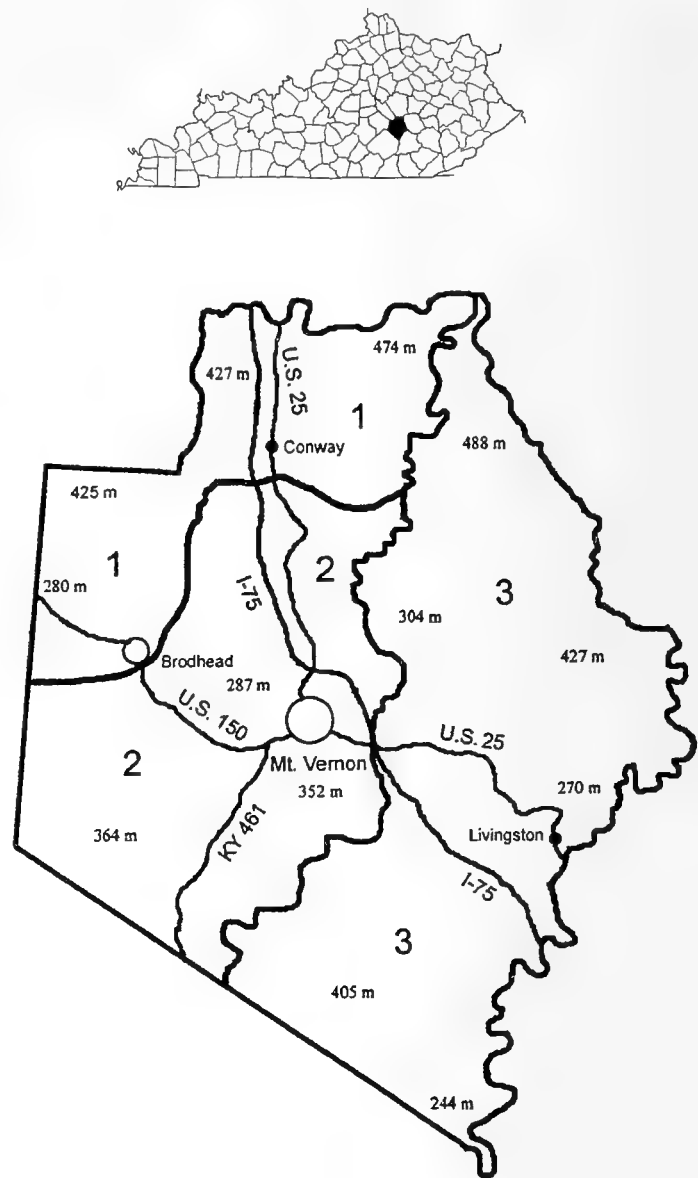 474 m
427 m
U.S. 25
1
Conway
488 m
425 m
1
2
3
280 m
I-75
304 m
Brodhead
427 m
287 m
U.S. 150
U.S. 25
2
Mt. Vernon
352 m
270 m
364 m
KY 461
Livingston
I-75
3
405 m
244 m